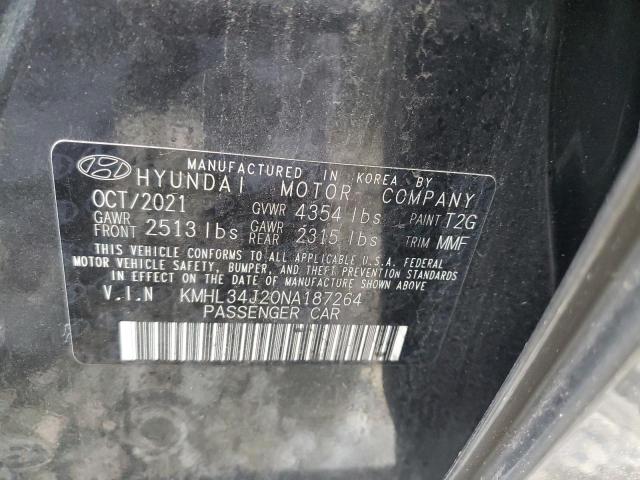 MANUFACTURED IN KOREA BY
HYUNDAI MOTOR COMPANY
OCT/2021 GVWR 4354 lbs PAINT T2G
GAWR FRONT 2513 lbs GAWR REAR 2315 lbs TRIM MMF
THIS VEHICLE CONFORMS TO ALL APPLICABLE U.S.A. FEDERAL
MOTOR VEHICLE SAFETY, BUMPER, AND THEFT PREVENTION STANDARDS
IN EFFECT ON THE DATE OF MANUFACTURE SHOWN ABOVE.
V.I.N KMHL34J20NA187264
PASSENGER CAR